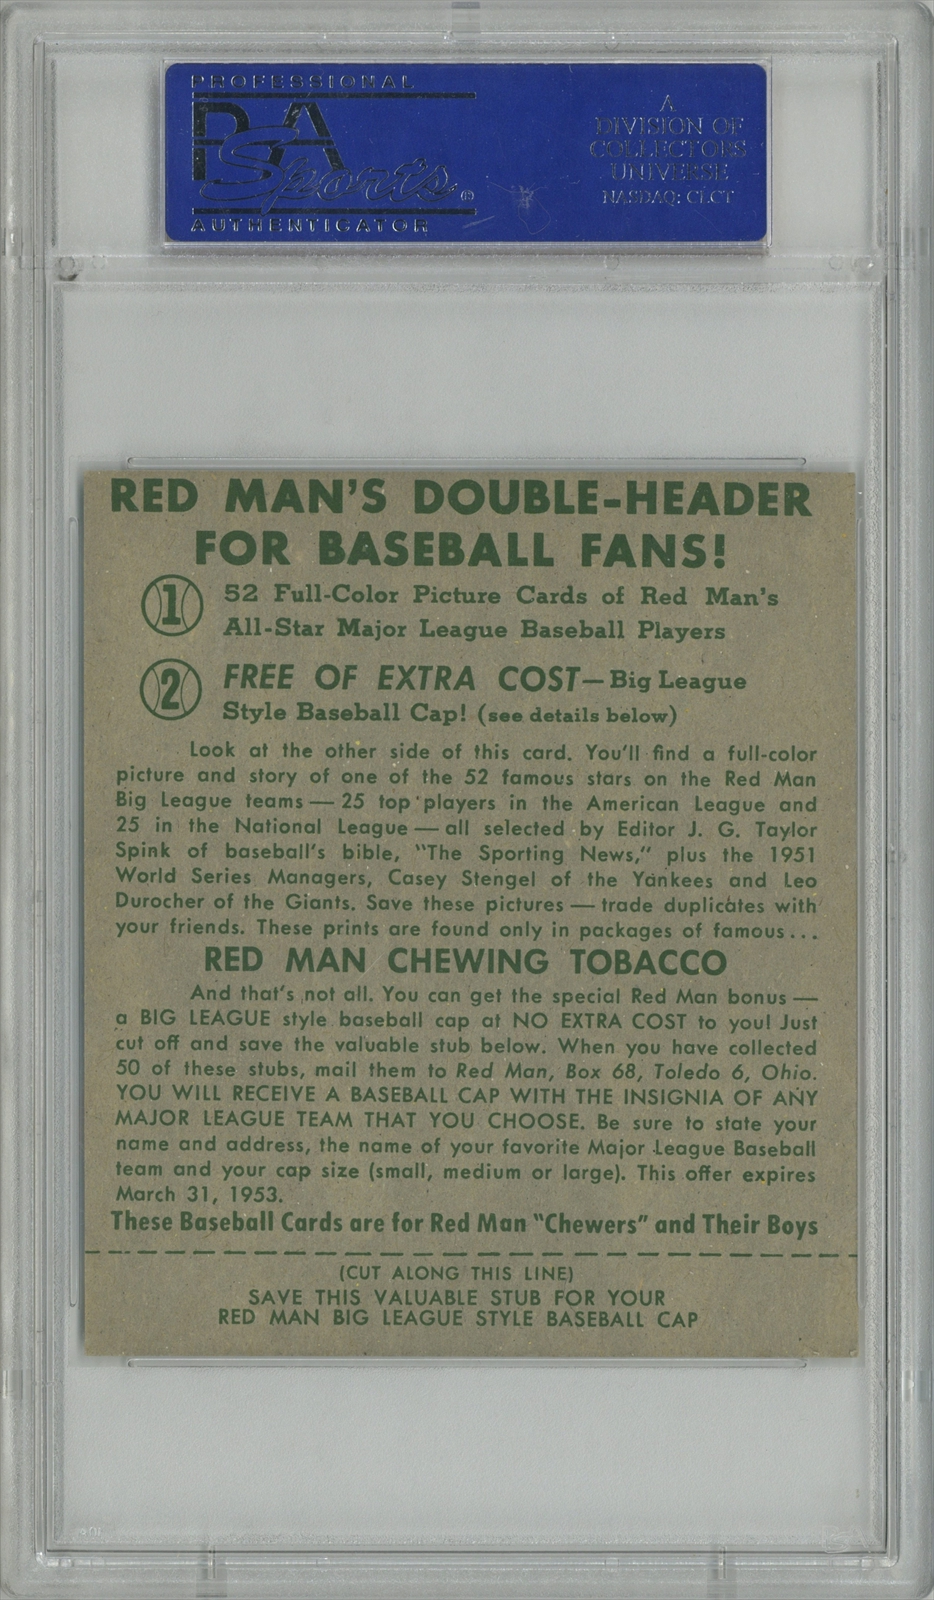 PROFESSIONAL
PSA
Sports®
AUTHENTICATOR
A
DIVISION OF
COLLECTORS
UNIVERSE
NASDAQ: CLCT
RED MAN'S DOUBLE-HEADER
FOR BASEBALL FANS!
1 52 Full-Color Picture Cards of Red Man's
All-Star Major League Baseball Players
2 FREE OF EXTRA COST—Big League
Style Baseball Cap! (see details below)
Look at the other side of this card. You'll find a full-color
picture and story of one of the 52 famous stars on the Red Man
Big League teams — 25 top players in the American League and
25 in the National League — all selected by Editor J. G. Taylor
Spink of baseball's bible, "The Sporting News," plus the 1951
World Series Managers, Casey Stengel of the Yankees and Leo
Durocher of the Giants. Save these pictures — trade duplicates with
your friends. These prints are found only in packages of famous...
RED MAN CHEWING TOBACCO
And that's not all. You can get the special Red Man bonus —
a BIG LEAGUE style baseball cap at NO EXTRA COST to you! Just
cut off and save the valuable stub below. When you have collected
50 of these stubs, mail them to Red Man, Box 68, Toledo 6, Ohio.
YOU WILL RECEIVE A BASEBALL CAP WITH THE INSIGNIA OF ANY
MAJOR LEAGUE TEAM THAT YOU CHOOSE. Be sure to state your
name and address, the name of your favorite Major League Baseball
team and your cap size (small, medium or large). This offer expires
March 31, 1953.
These Baseball Cards are for Red Man "Chewers" and Their Boys
(CUT ALONG THIS LINE)
SAVE THIS VALUABLE STUB FOR YOUR
RED MAN BIG LEAGUE STYLE BASEBALL CAP